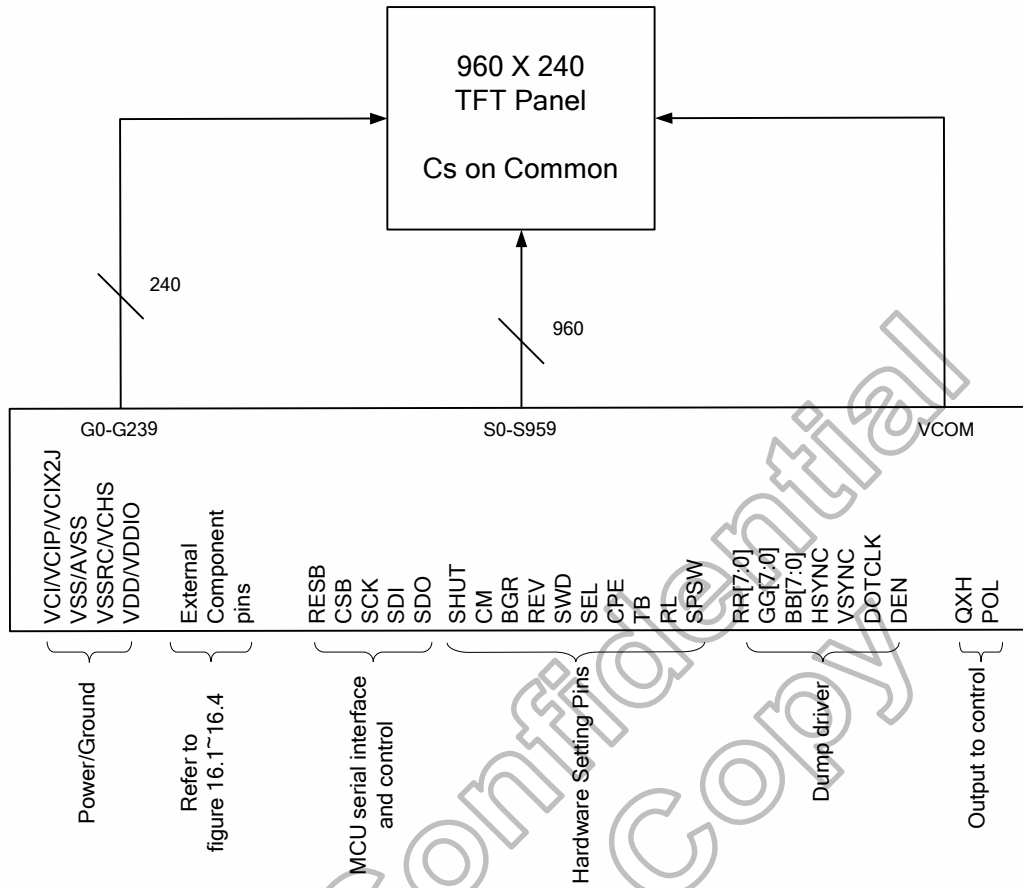 960 X 240
TFT Panel
Cs on Common
240
960
G0-G239
S0-S959
VCOM
VCI/VCIP/VCIX2J
VSS/AVSS
VSSRC/VCHS
VDD/VDDIO
External
Component
pins
RESB
CSB
SCK
SDI
SDO
SHUT
CM
BGR
REV
SWD
SEL
CPE
TB
RL
SPSW
RR[7:0]
GG[7:0]
BB[7:0]
HSYNC
VSYNC
DOTCLK
DEN
QXH
POL
Power/Ground
Refer to
figure 16.1~16.4
MCU serial interface
and control
Hardware Setting Pins
Dump driver
Output to control
Confidential
Copy